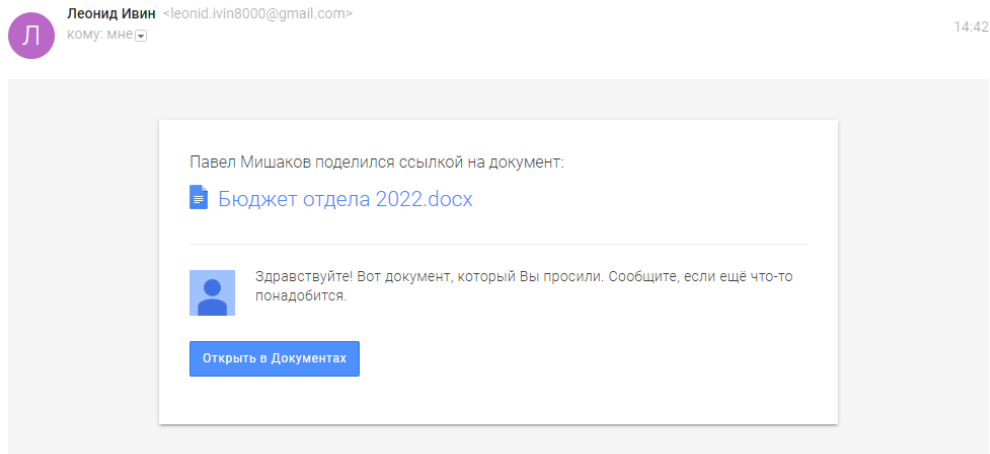 Леонид Ивин <leonid.ivin8000@gmail.com>
кому: мне
14:42
Л
Павел Мишаков поделился ссылкой на документ:
Бюджет отдела 2022.docx
Здравствуйте! Вот документ, который Вы просили. Сообщите, если ещё что-то
понадобится.
Открыть в Документах